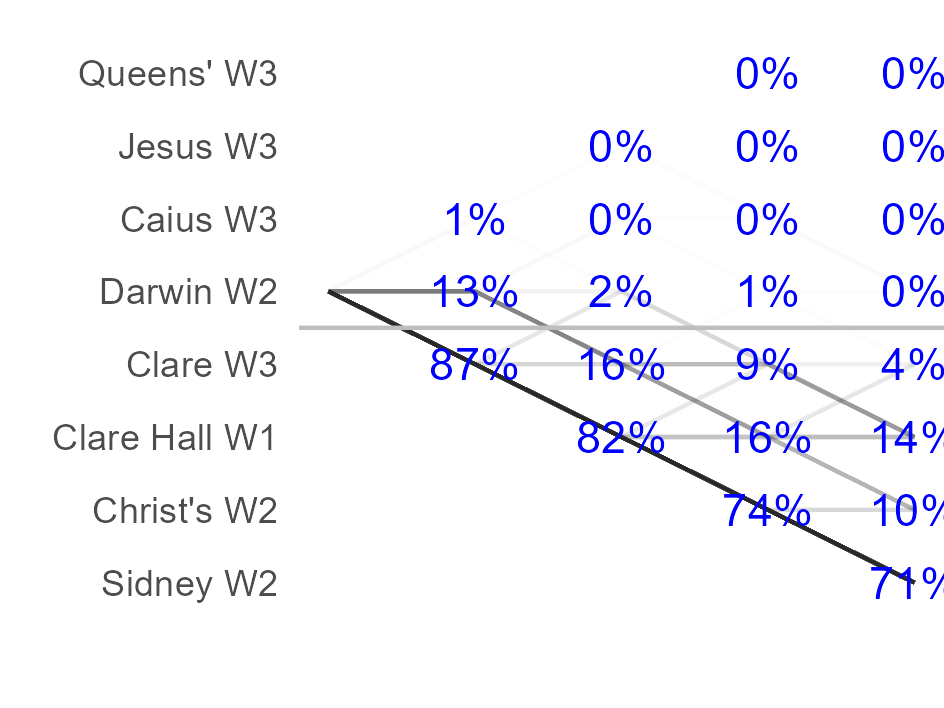 Queens' W3 0% 0%
Jesus W3 0% 0% 0%
Caius W3 1% 0% 0% 0%
Darwin W2 13% 2% 1% 0%
Clare W3 87% 16% 9% 4%
Clare Hall W1 82% 16% 14%
Christ's W2 74% 10%
Sidney W2 71%